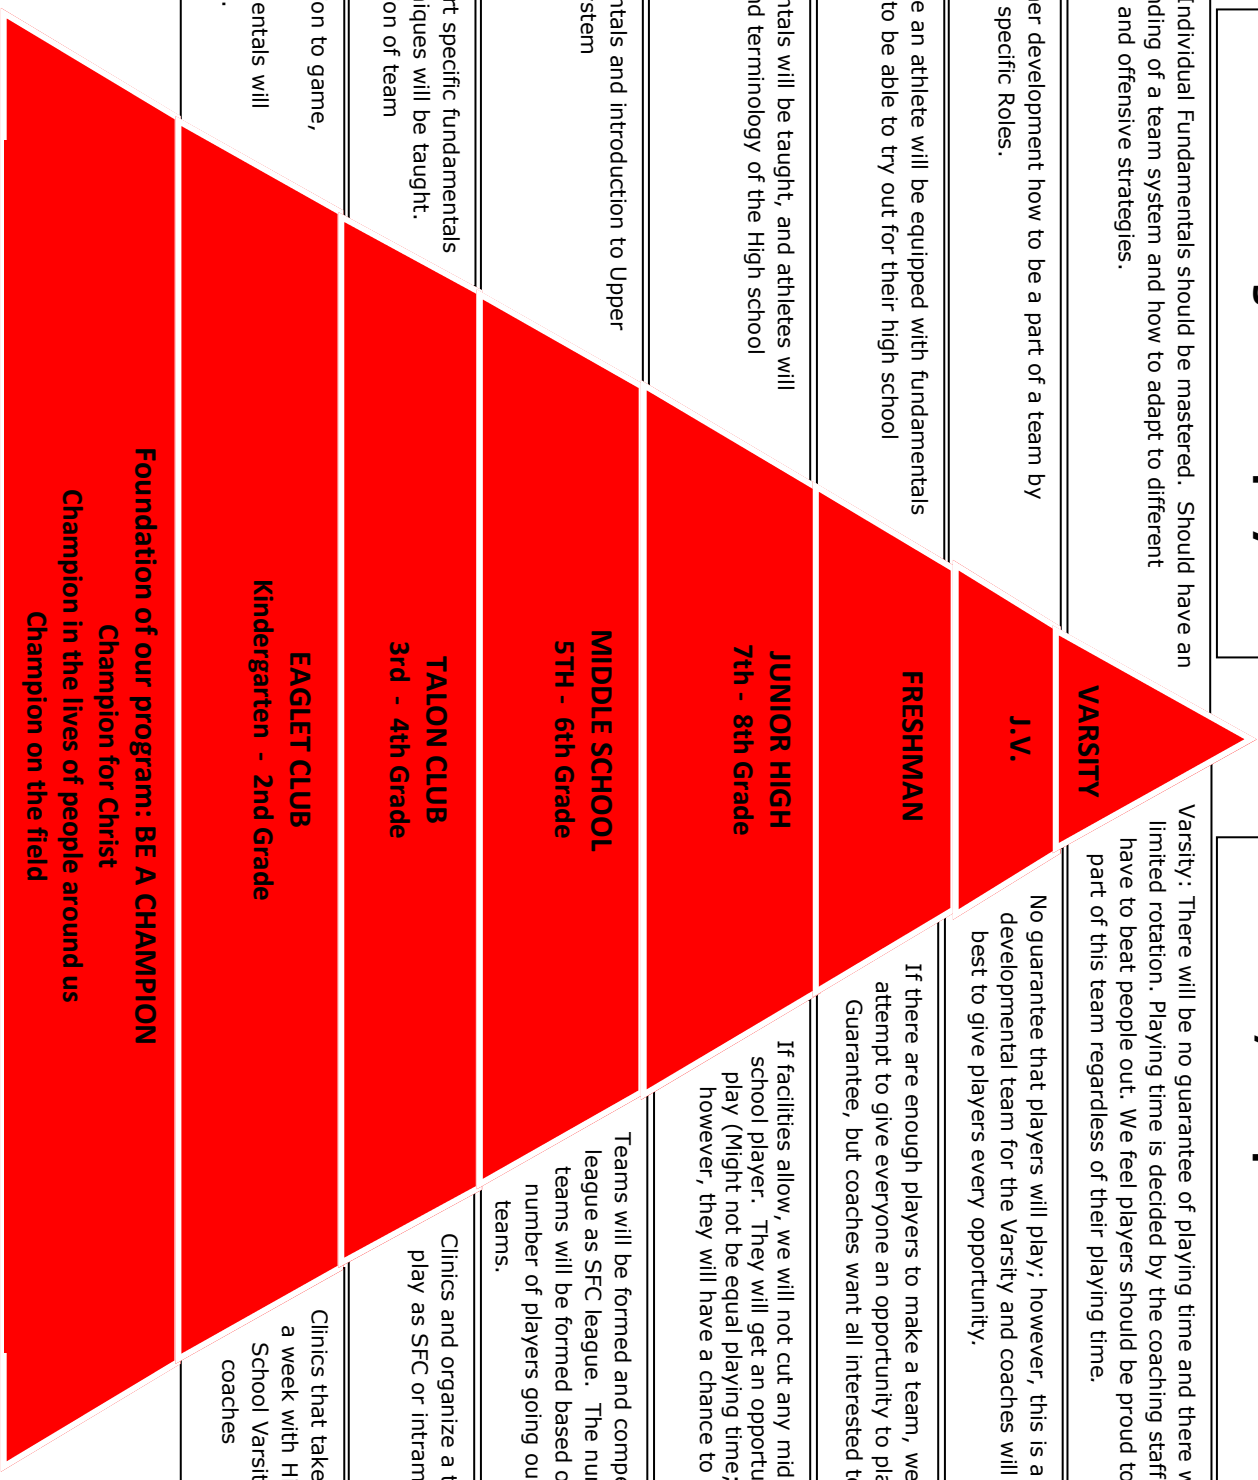 Individual Fundamentals should be mastered. Should have an
nding of a team system and how to adapt to different
and offensive strategies.
VARSITY
Varsity: There will be no guarantee of playing time and there
limited rotation. Playing time is decided by the coaching staff
have to beat people out. We feel players should be proud to
part of this team regardless of their playing time.
er development how to be a part of a team by
specific Roles.
J.V.
No guarantee that players will play; however, this is a
developmental team for the Varsity and coaches will
best to give players every opportunity.
e an athlete will be equipped with fundamentals
to be able to try out for their high school
FRESHMAN
If there are enough players to make a team, we
attempt to give everyone an opportunity to pla
Guarantee, but coaches want all interested t
ntals will be taught, and athletes will
d terminology of the High school
JUNIOR HIGH
7th - 8th Grade
If facilities allow, we will not cut any mid
school player. They will get an opportu
play (Might not be equal playing time;
however, they will have a chance to
ntals and introduction to Upper
stem
MIDDLE SCHOOL
5TH - 6th Grade
Teams will be formed and compe
league as SFC league. The nu
teams will be formed based o
number of players going ou
teams.
rt specific fundamentals
iques will be taught.
on of team
TALON CLUB
3rd - 4th Grade
Clinics and organize a t
play as SFC or intram
on to game,
entals will
.
EAGLET CLUB
Kindergarten - 2nd Grade
Clinics that take
a week with H
School Varsit
coaches
Foundation of our program: BE A CHAMPION
Champion for Christ
Champion in the lives of people around us
Champion on the field